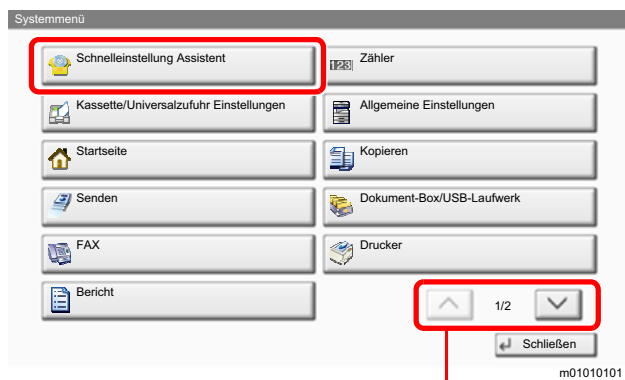 Systemmenü
Schnelleinstellung Assistent
123 Zähler
Kassette/Universalzufuhr Einstellungen
Allgemeine Einstellungen
Startseite
Kopieren
Senden
Dokument-Box/USB-Laufwerk
FAX
Drucker
Bericht
1/2
Schließen
m01010101